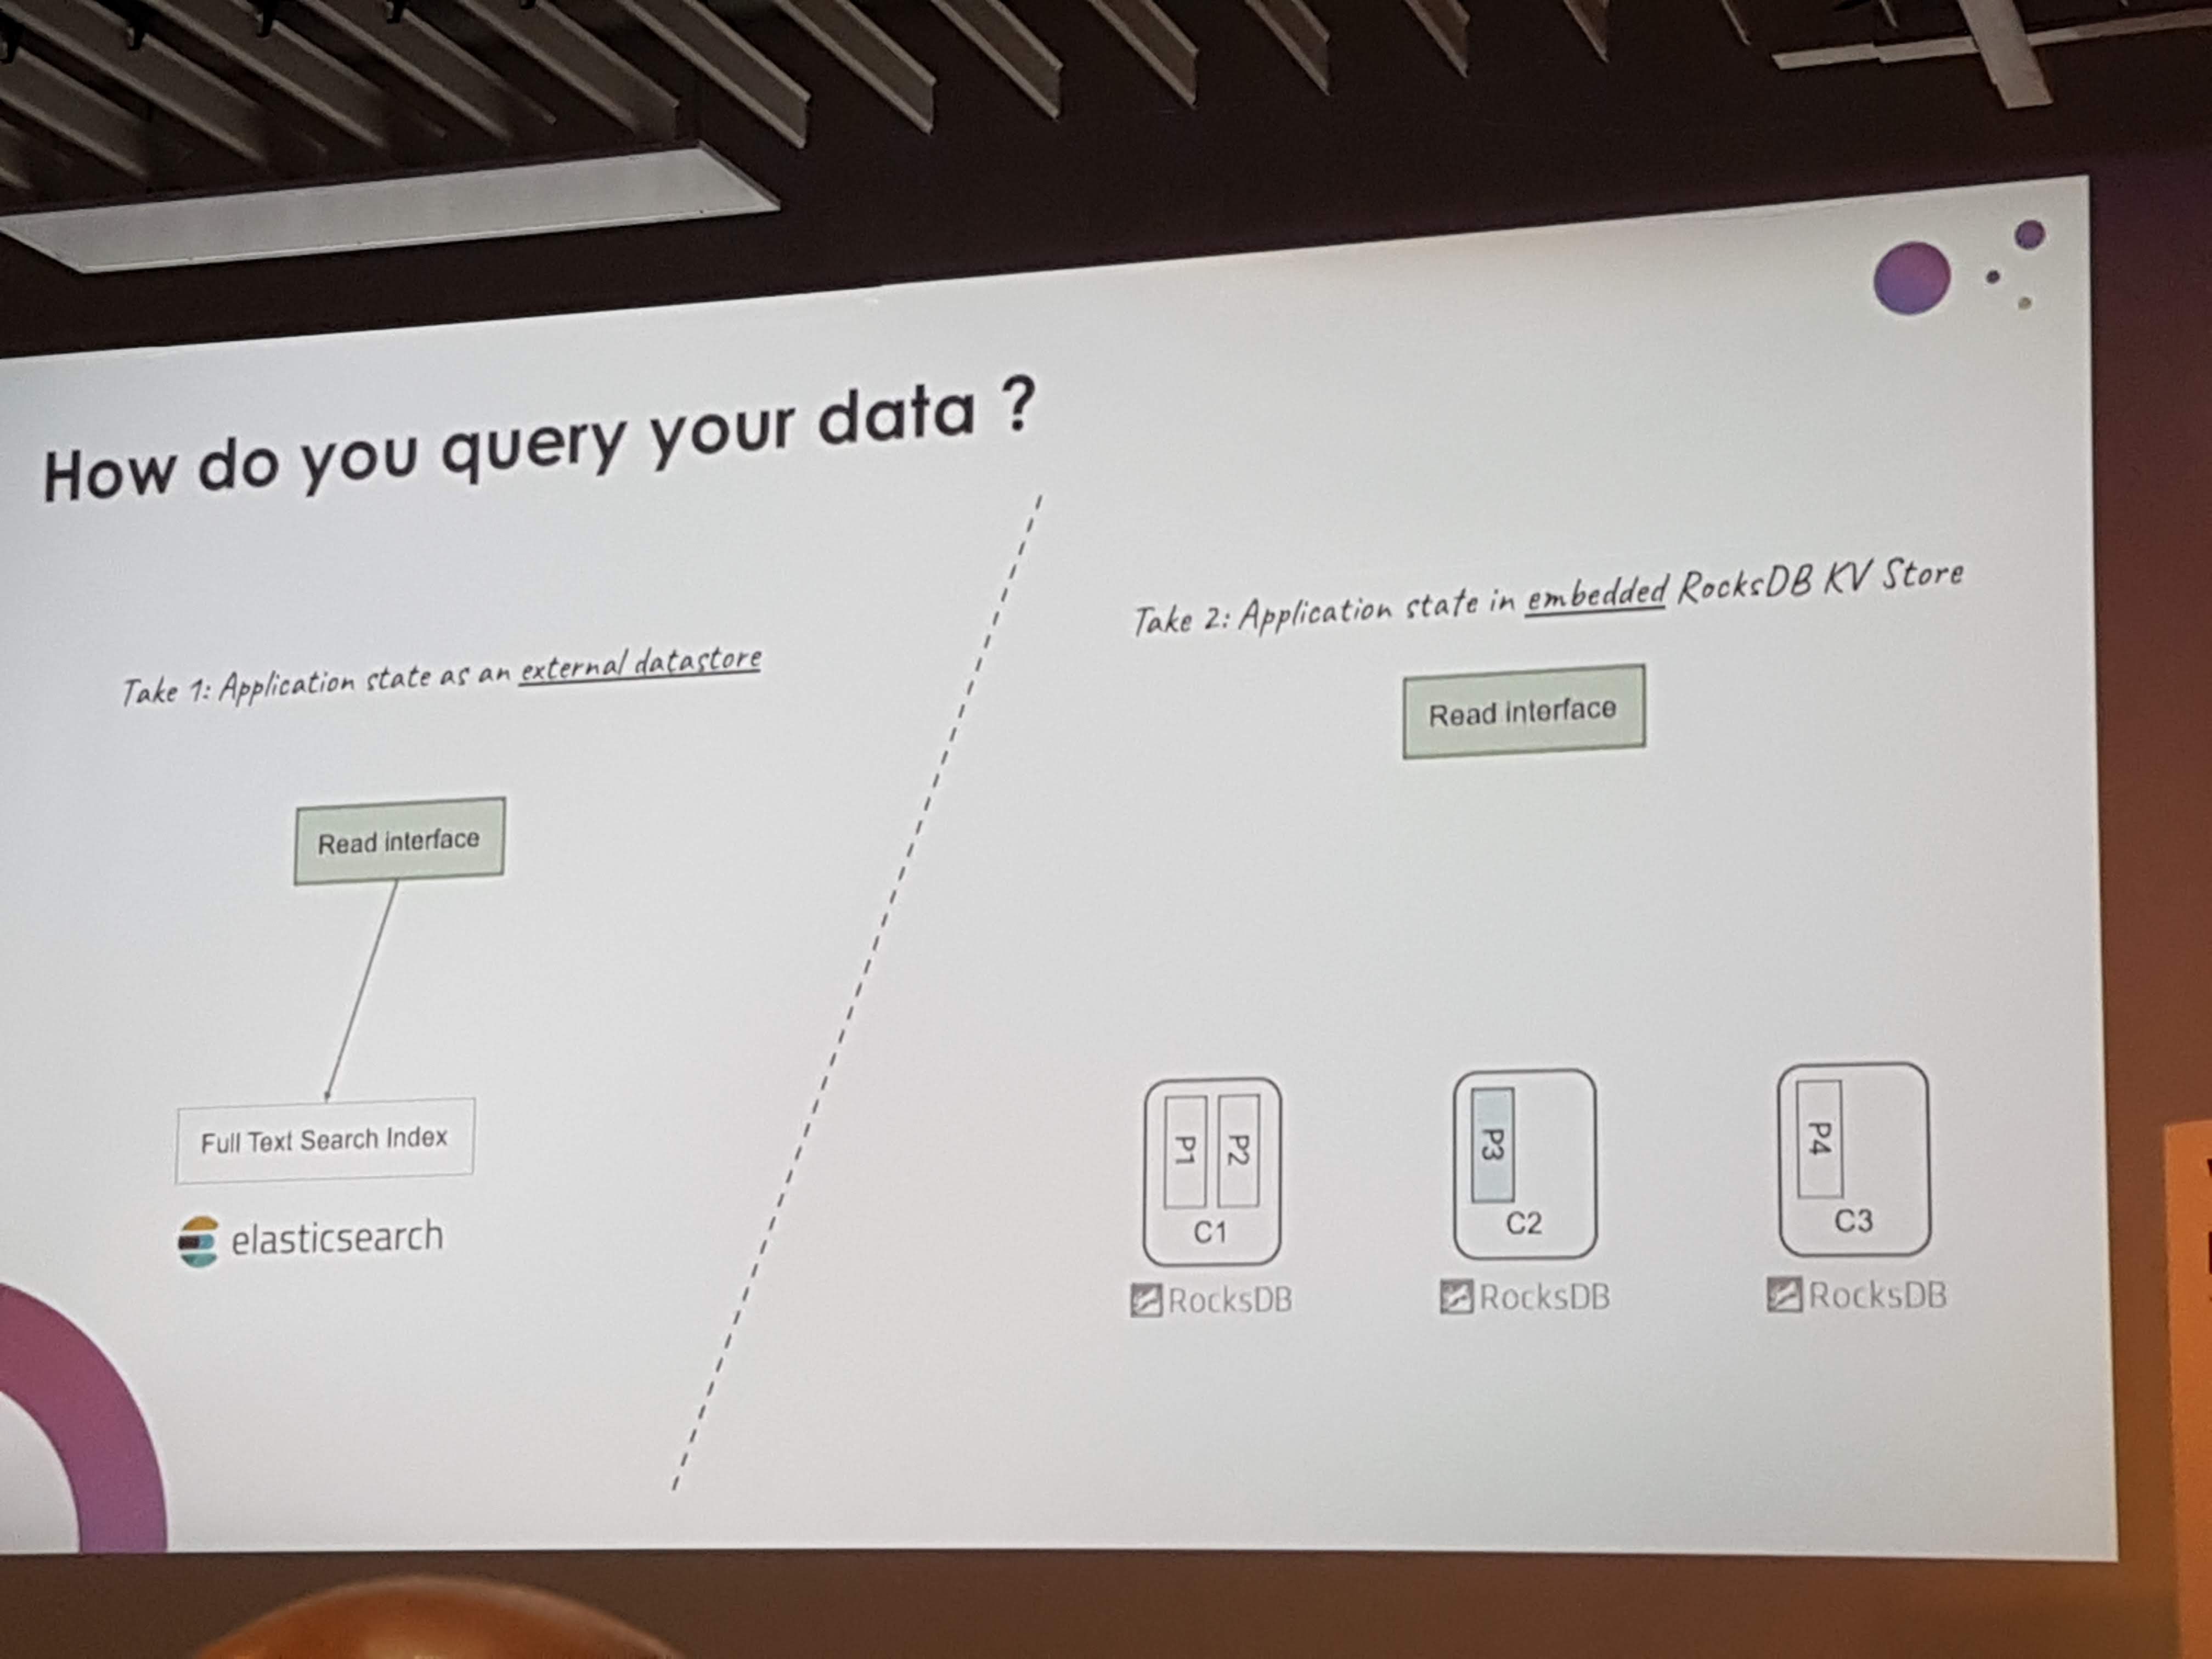 How do you query your data ?
Take 1: Application state as an external datastore
Read interface
Full Text Search Index
elasticsearch
Take 2: Application state in embedded RocksDB KV Store
Read interface
P1
P2
C1
RocksDB
P3
C2
RocksDB
P4
C3
RocksDB